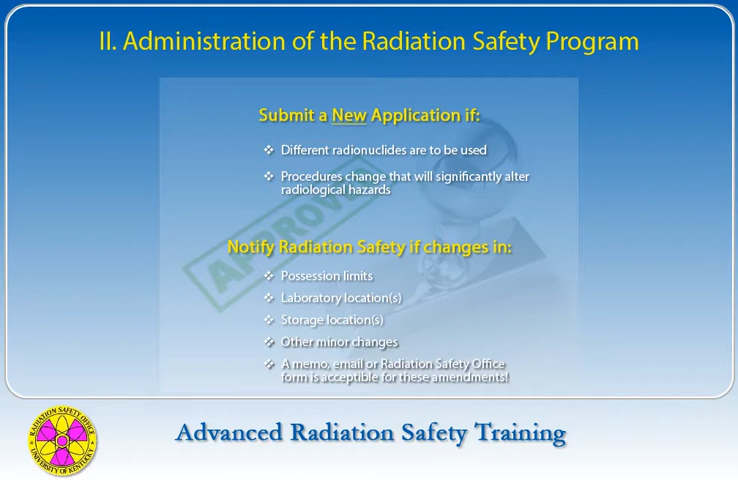 II. Administration of the Radiation Safety Program
Submit a New Application if:
❖ Different radionuclides are to be used
❖ Procedures change that will significantly alter
radiological hazards
APPROVED
Notify Radiation Safety if changes in:
❖ Possession limits
❖ Laboratory location(s)
❖ Storage location(s)
❖ Other minor changes
❖ A memo, email or Radiation Safety Office
form is acceptible for these amendments!
RADIATION SAFETY OFFICE
UNIVERSITY OF KENTUCKY
Advanced Radiation Safety Training